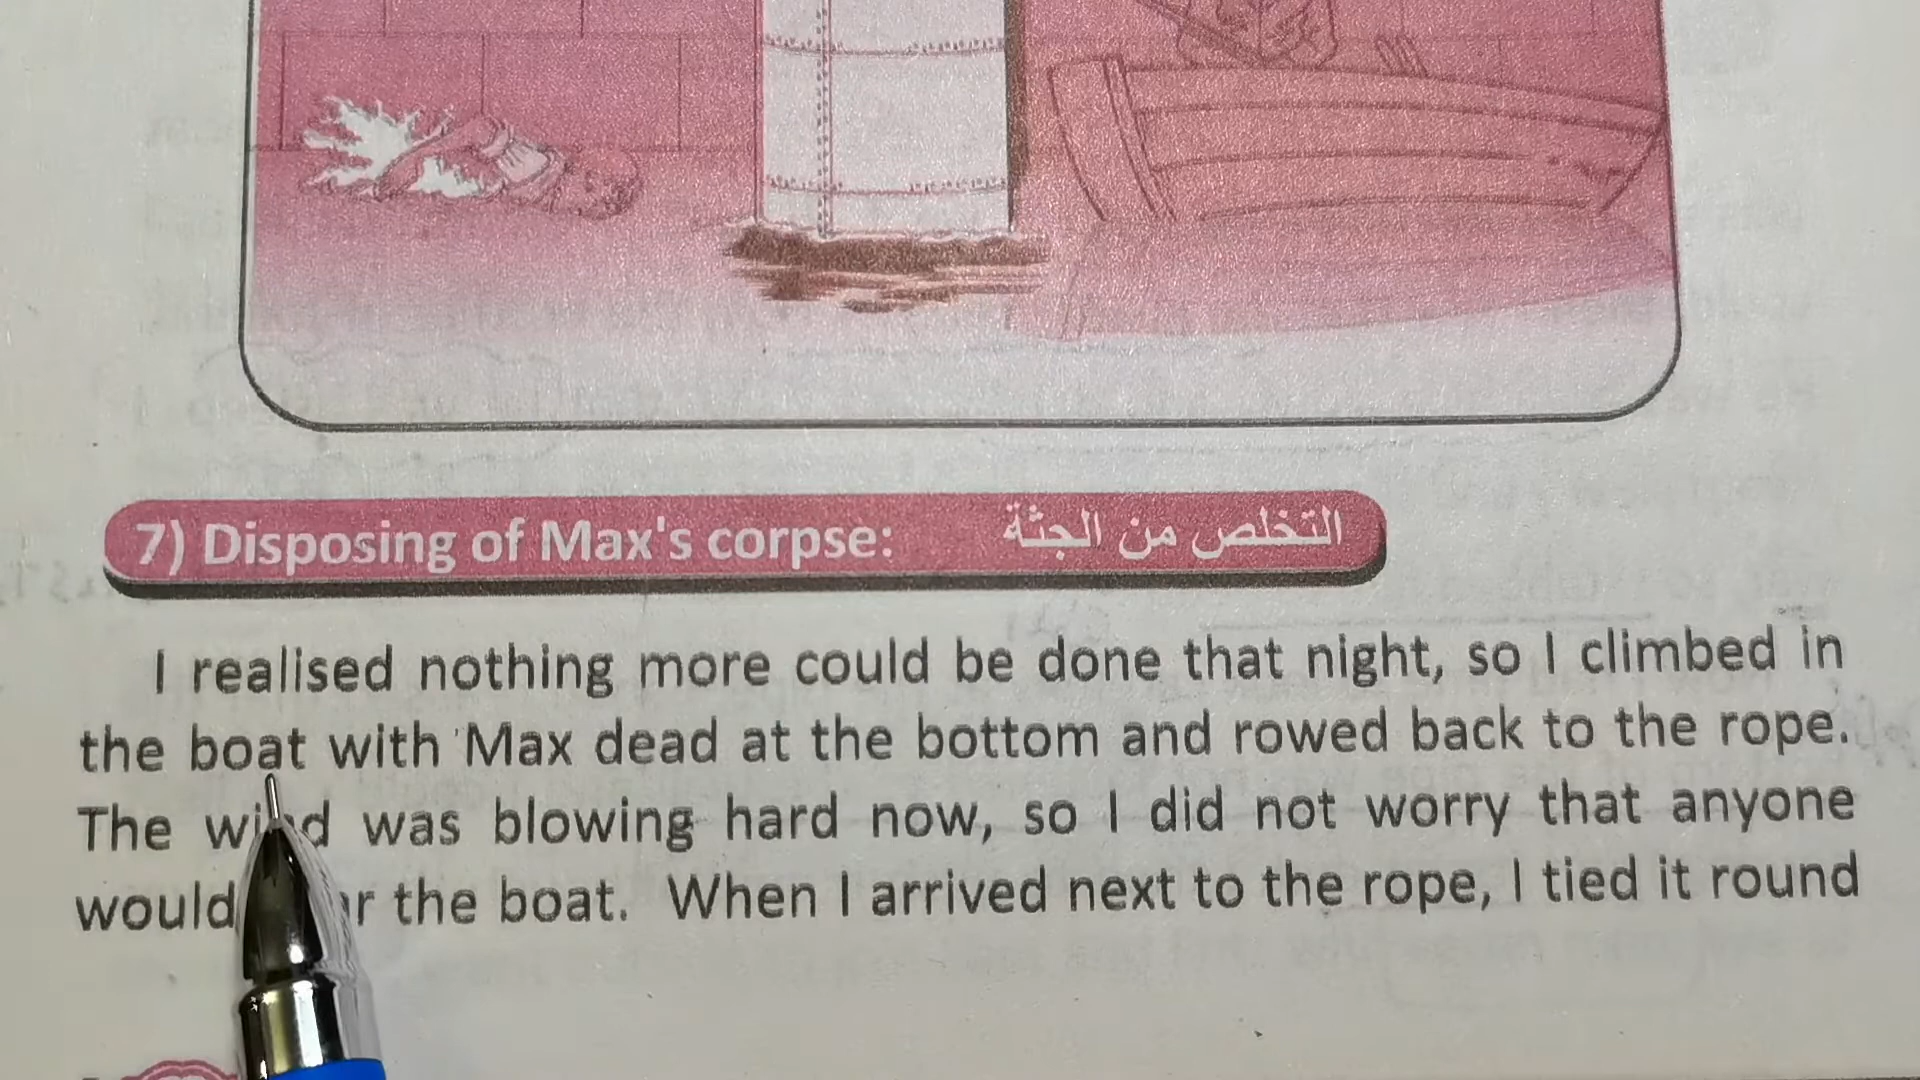 7) Disposing of Max's corpse: التخلص من الجثة
I realised nothing more could be done that night, so I climbed in
the boat with Max dead at the bottom and rowed back to the rope.
The wind was blowing hard now, so I did not worry that anyone
would the boat. When I arrived next to the rope, I tied it round